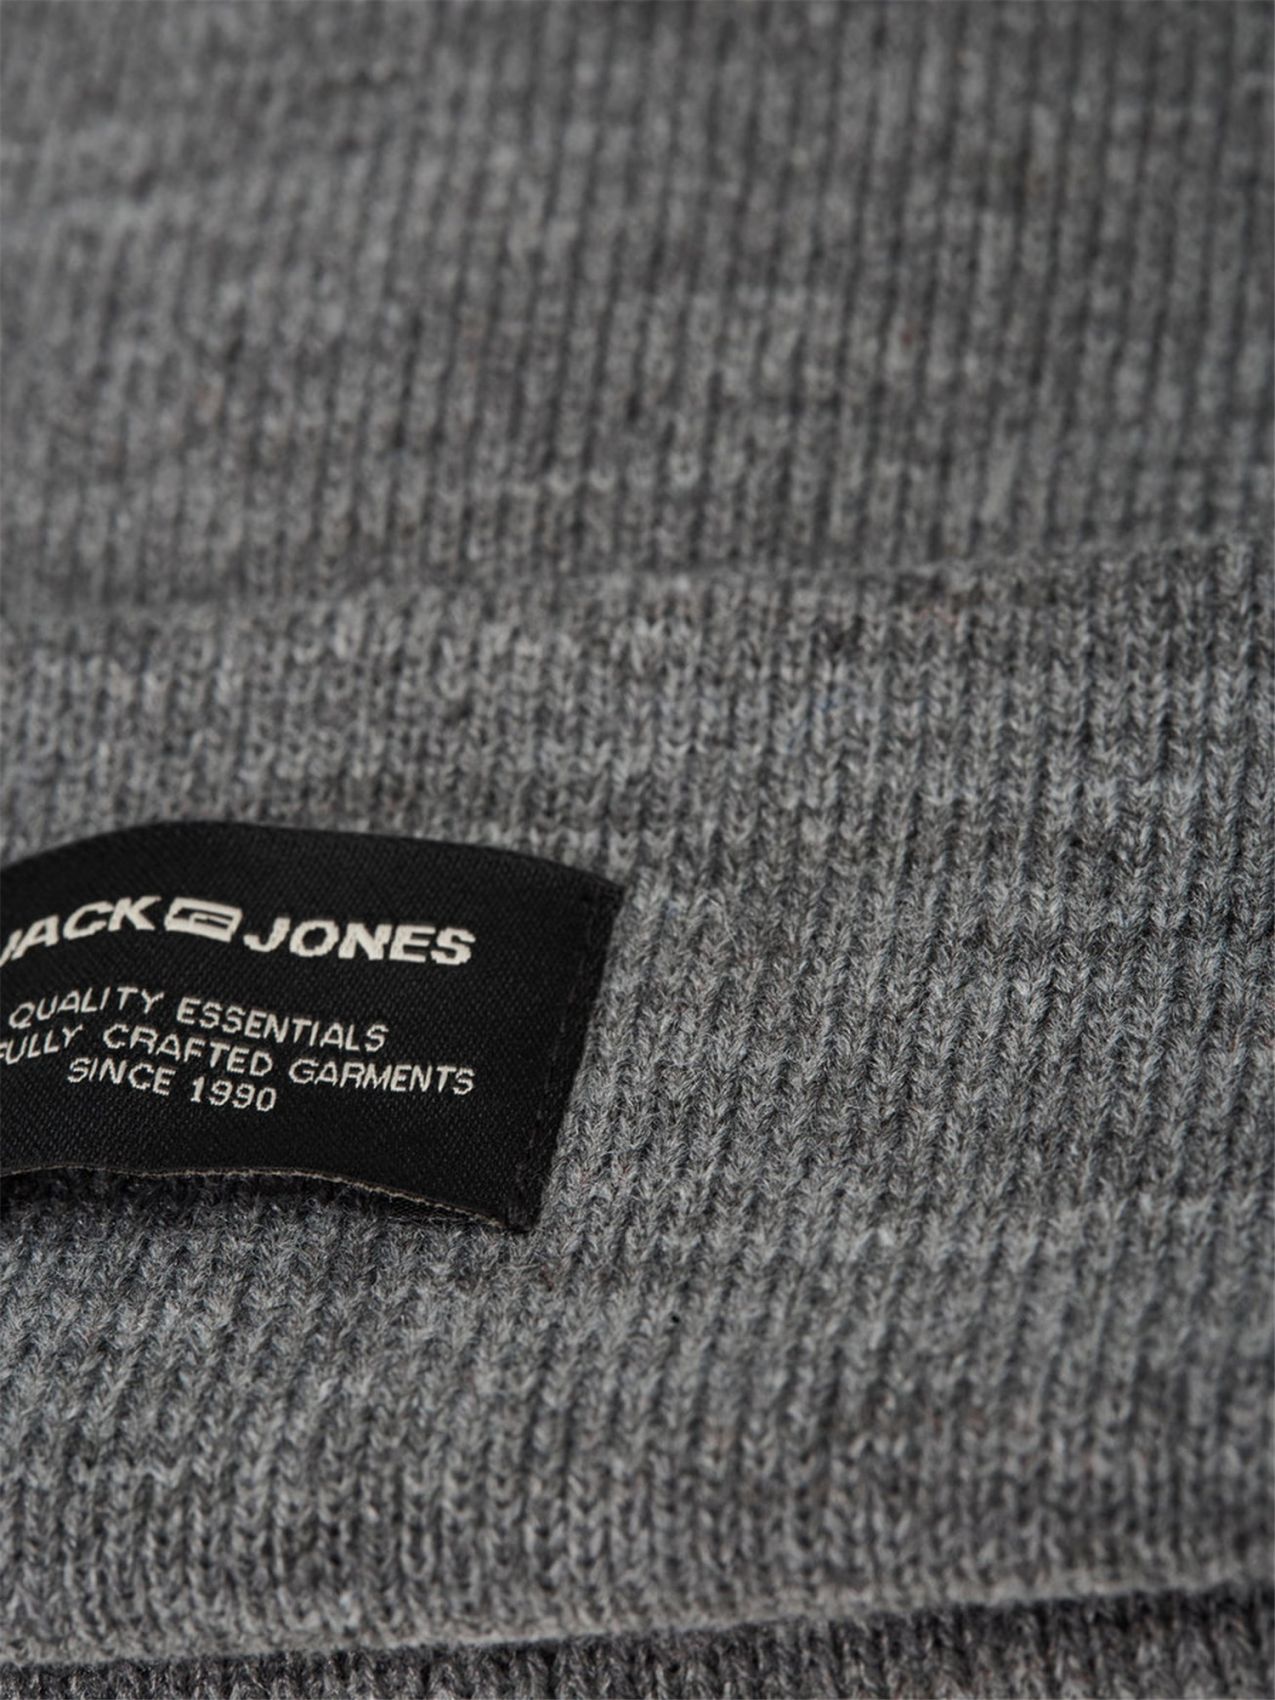 JACK JONES
QUALITY ESSENTIALS
FULLY CRAFTED GARMENTS
SINCE 1990